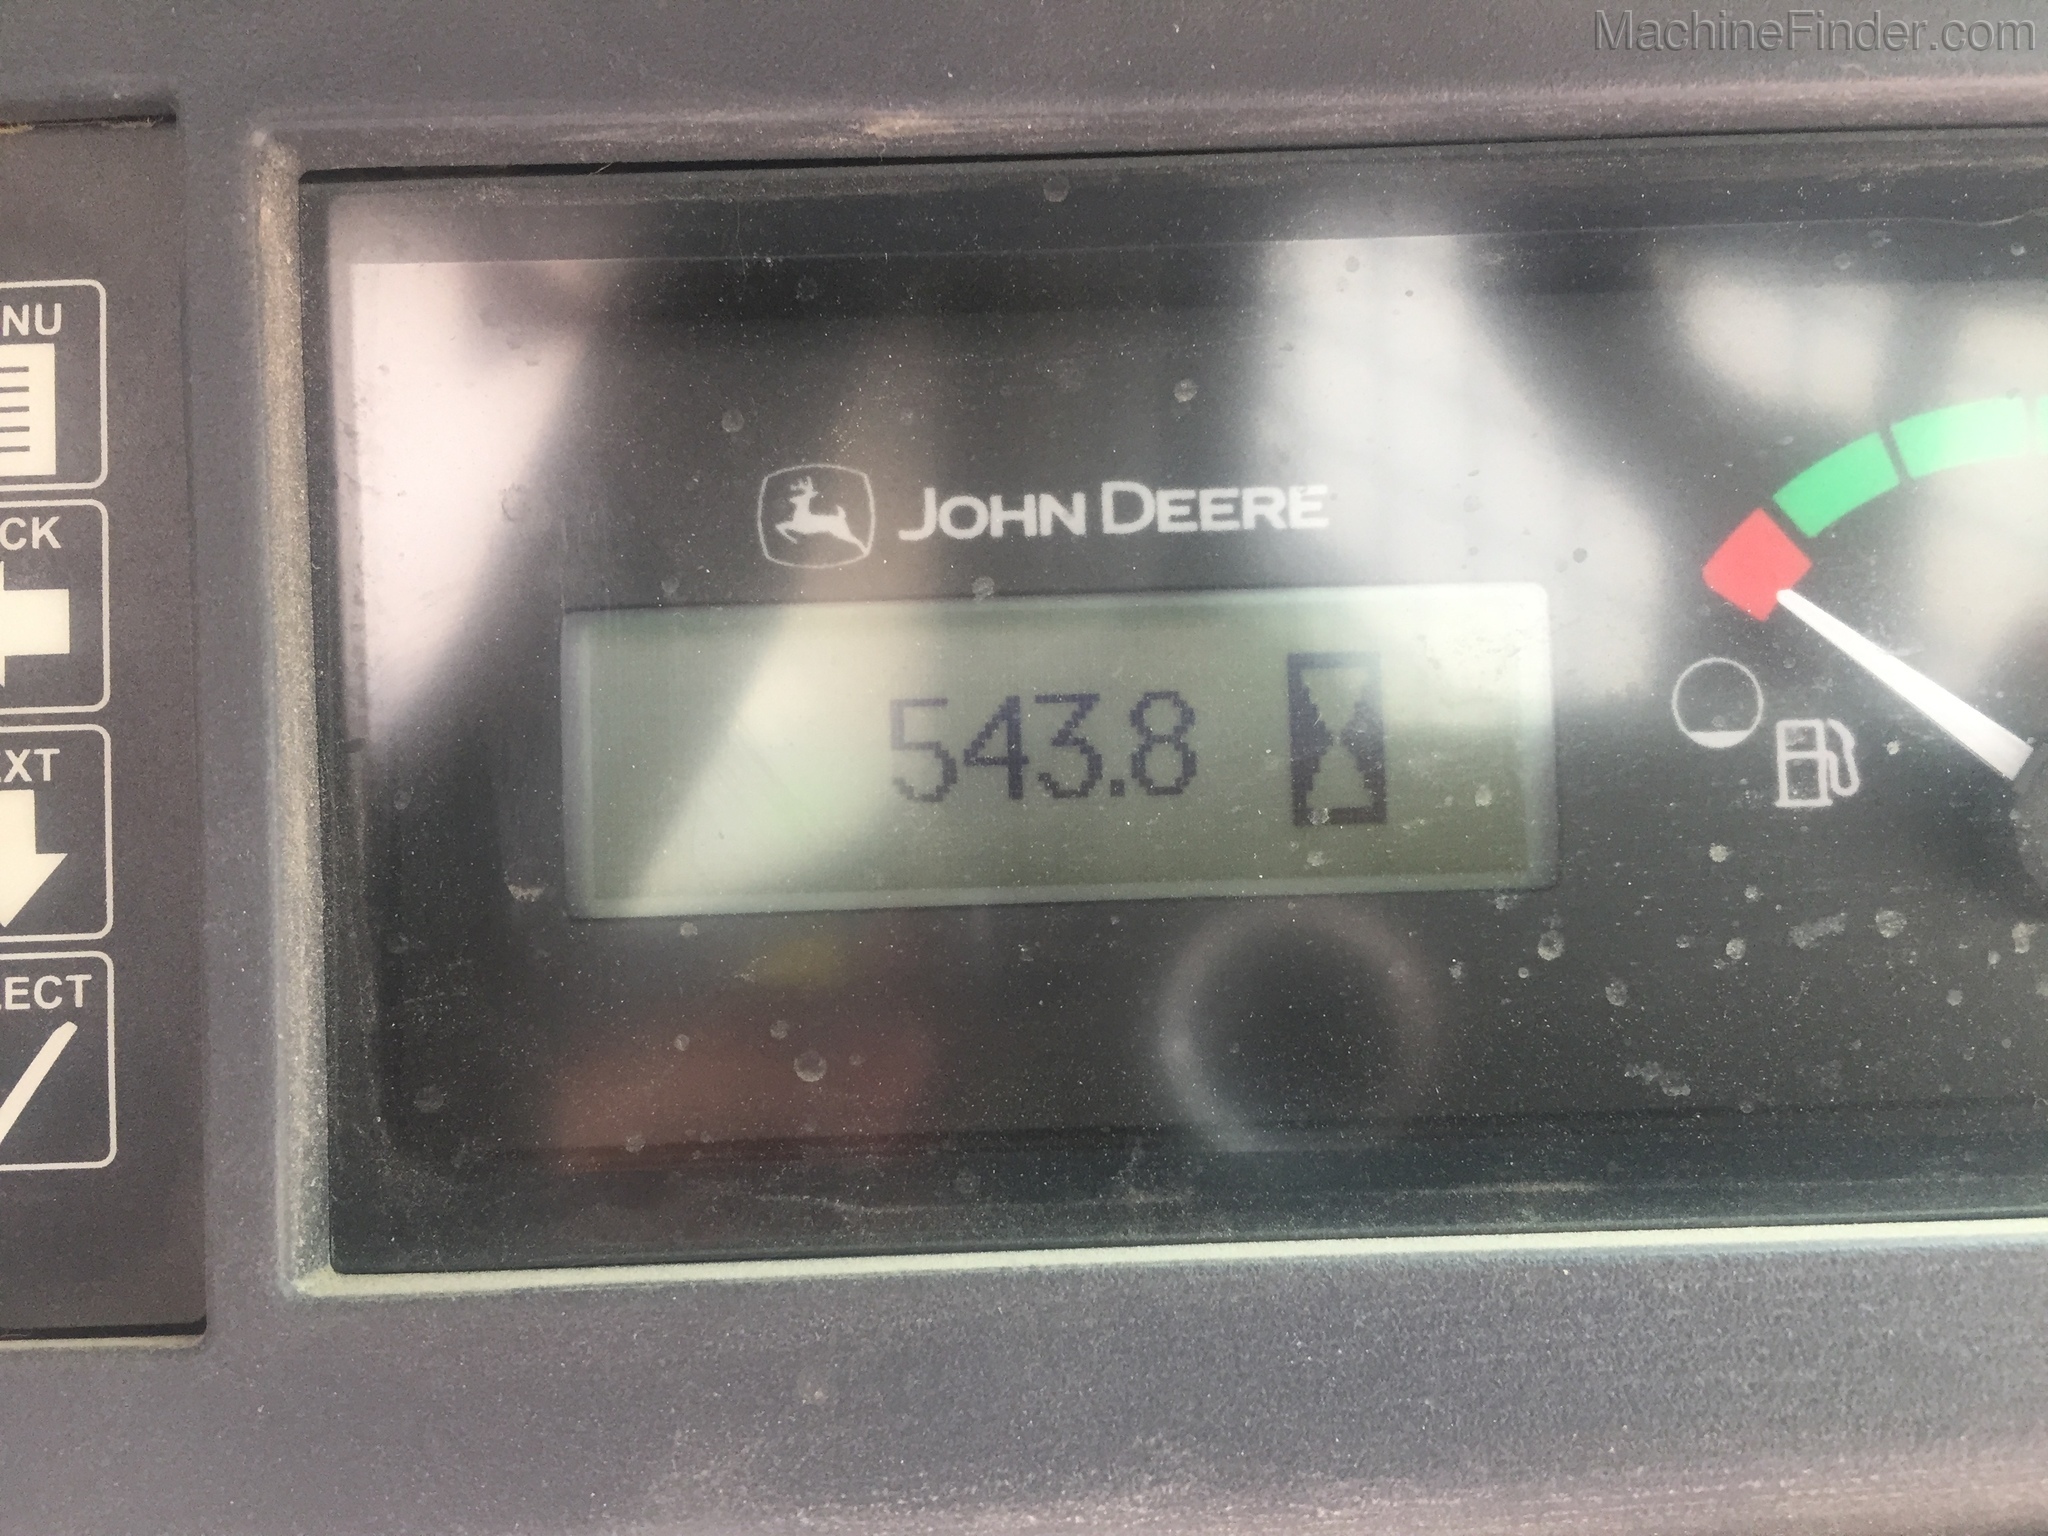 MachineFinder.com
NU
CK
XT
LECT
JOHN DEERE
543.8